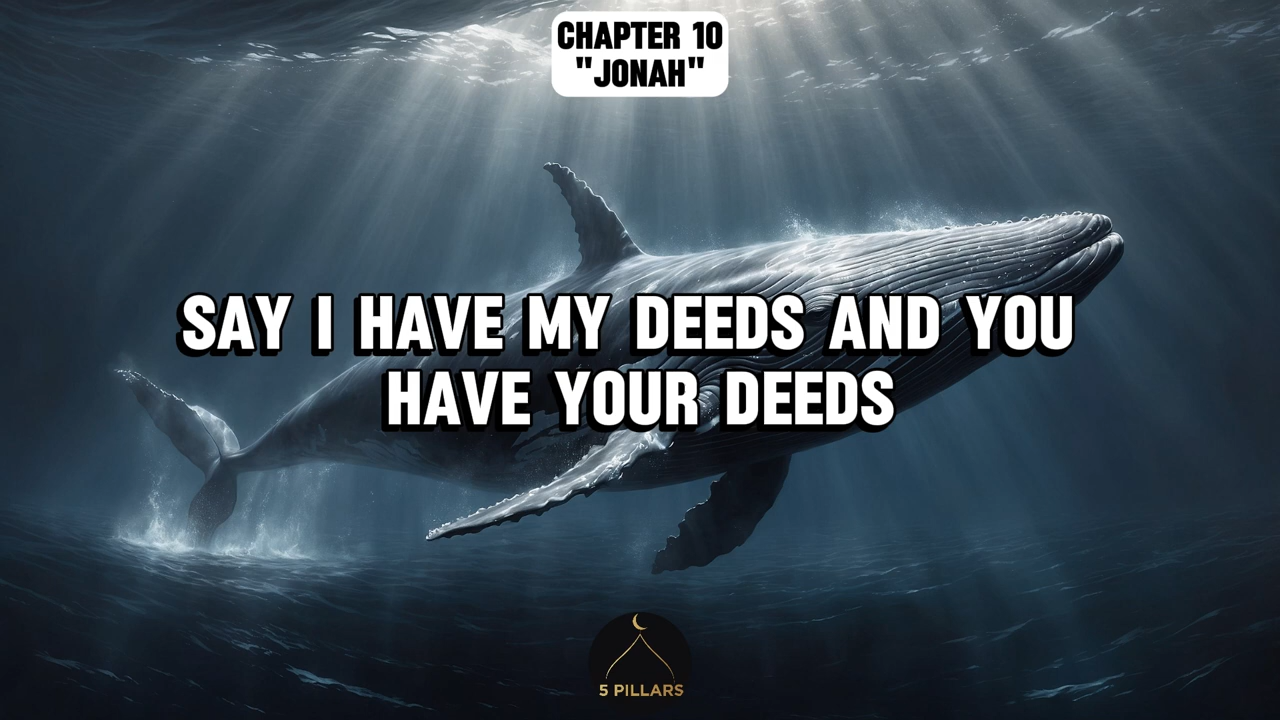 CHAPTER 10
"JONAH"
SAY I HAVE MY DEEDS AND YOU
HAVE YOUR DEEDS
5 PILLARS